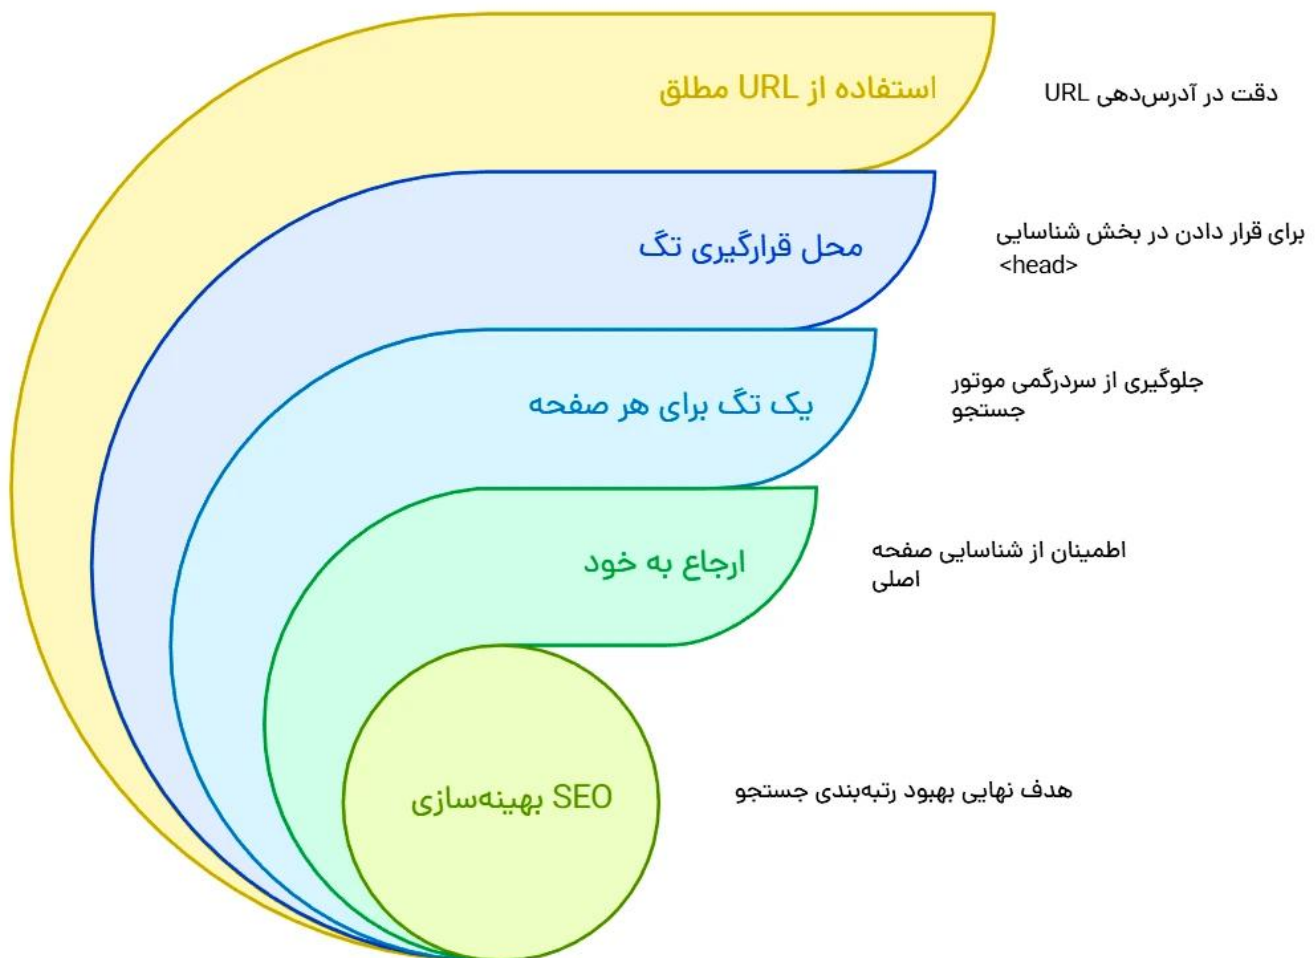 استفاده از URL مطلق
دقت در آدرس‌دهی URL
محل قرارگیری تگ
برای قرار دادن در بخش شناسایی
<head>
یک تگ برای هر صفحه
جلوگیری از سردرگمی موتور
جستجو
ارجاع به خود
اطمینان از شناسایی صفحه
اصلی
بهینه‌سازی SEO
هدف نهایی بهبود رتبه‌بندی جستجو